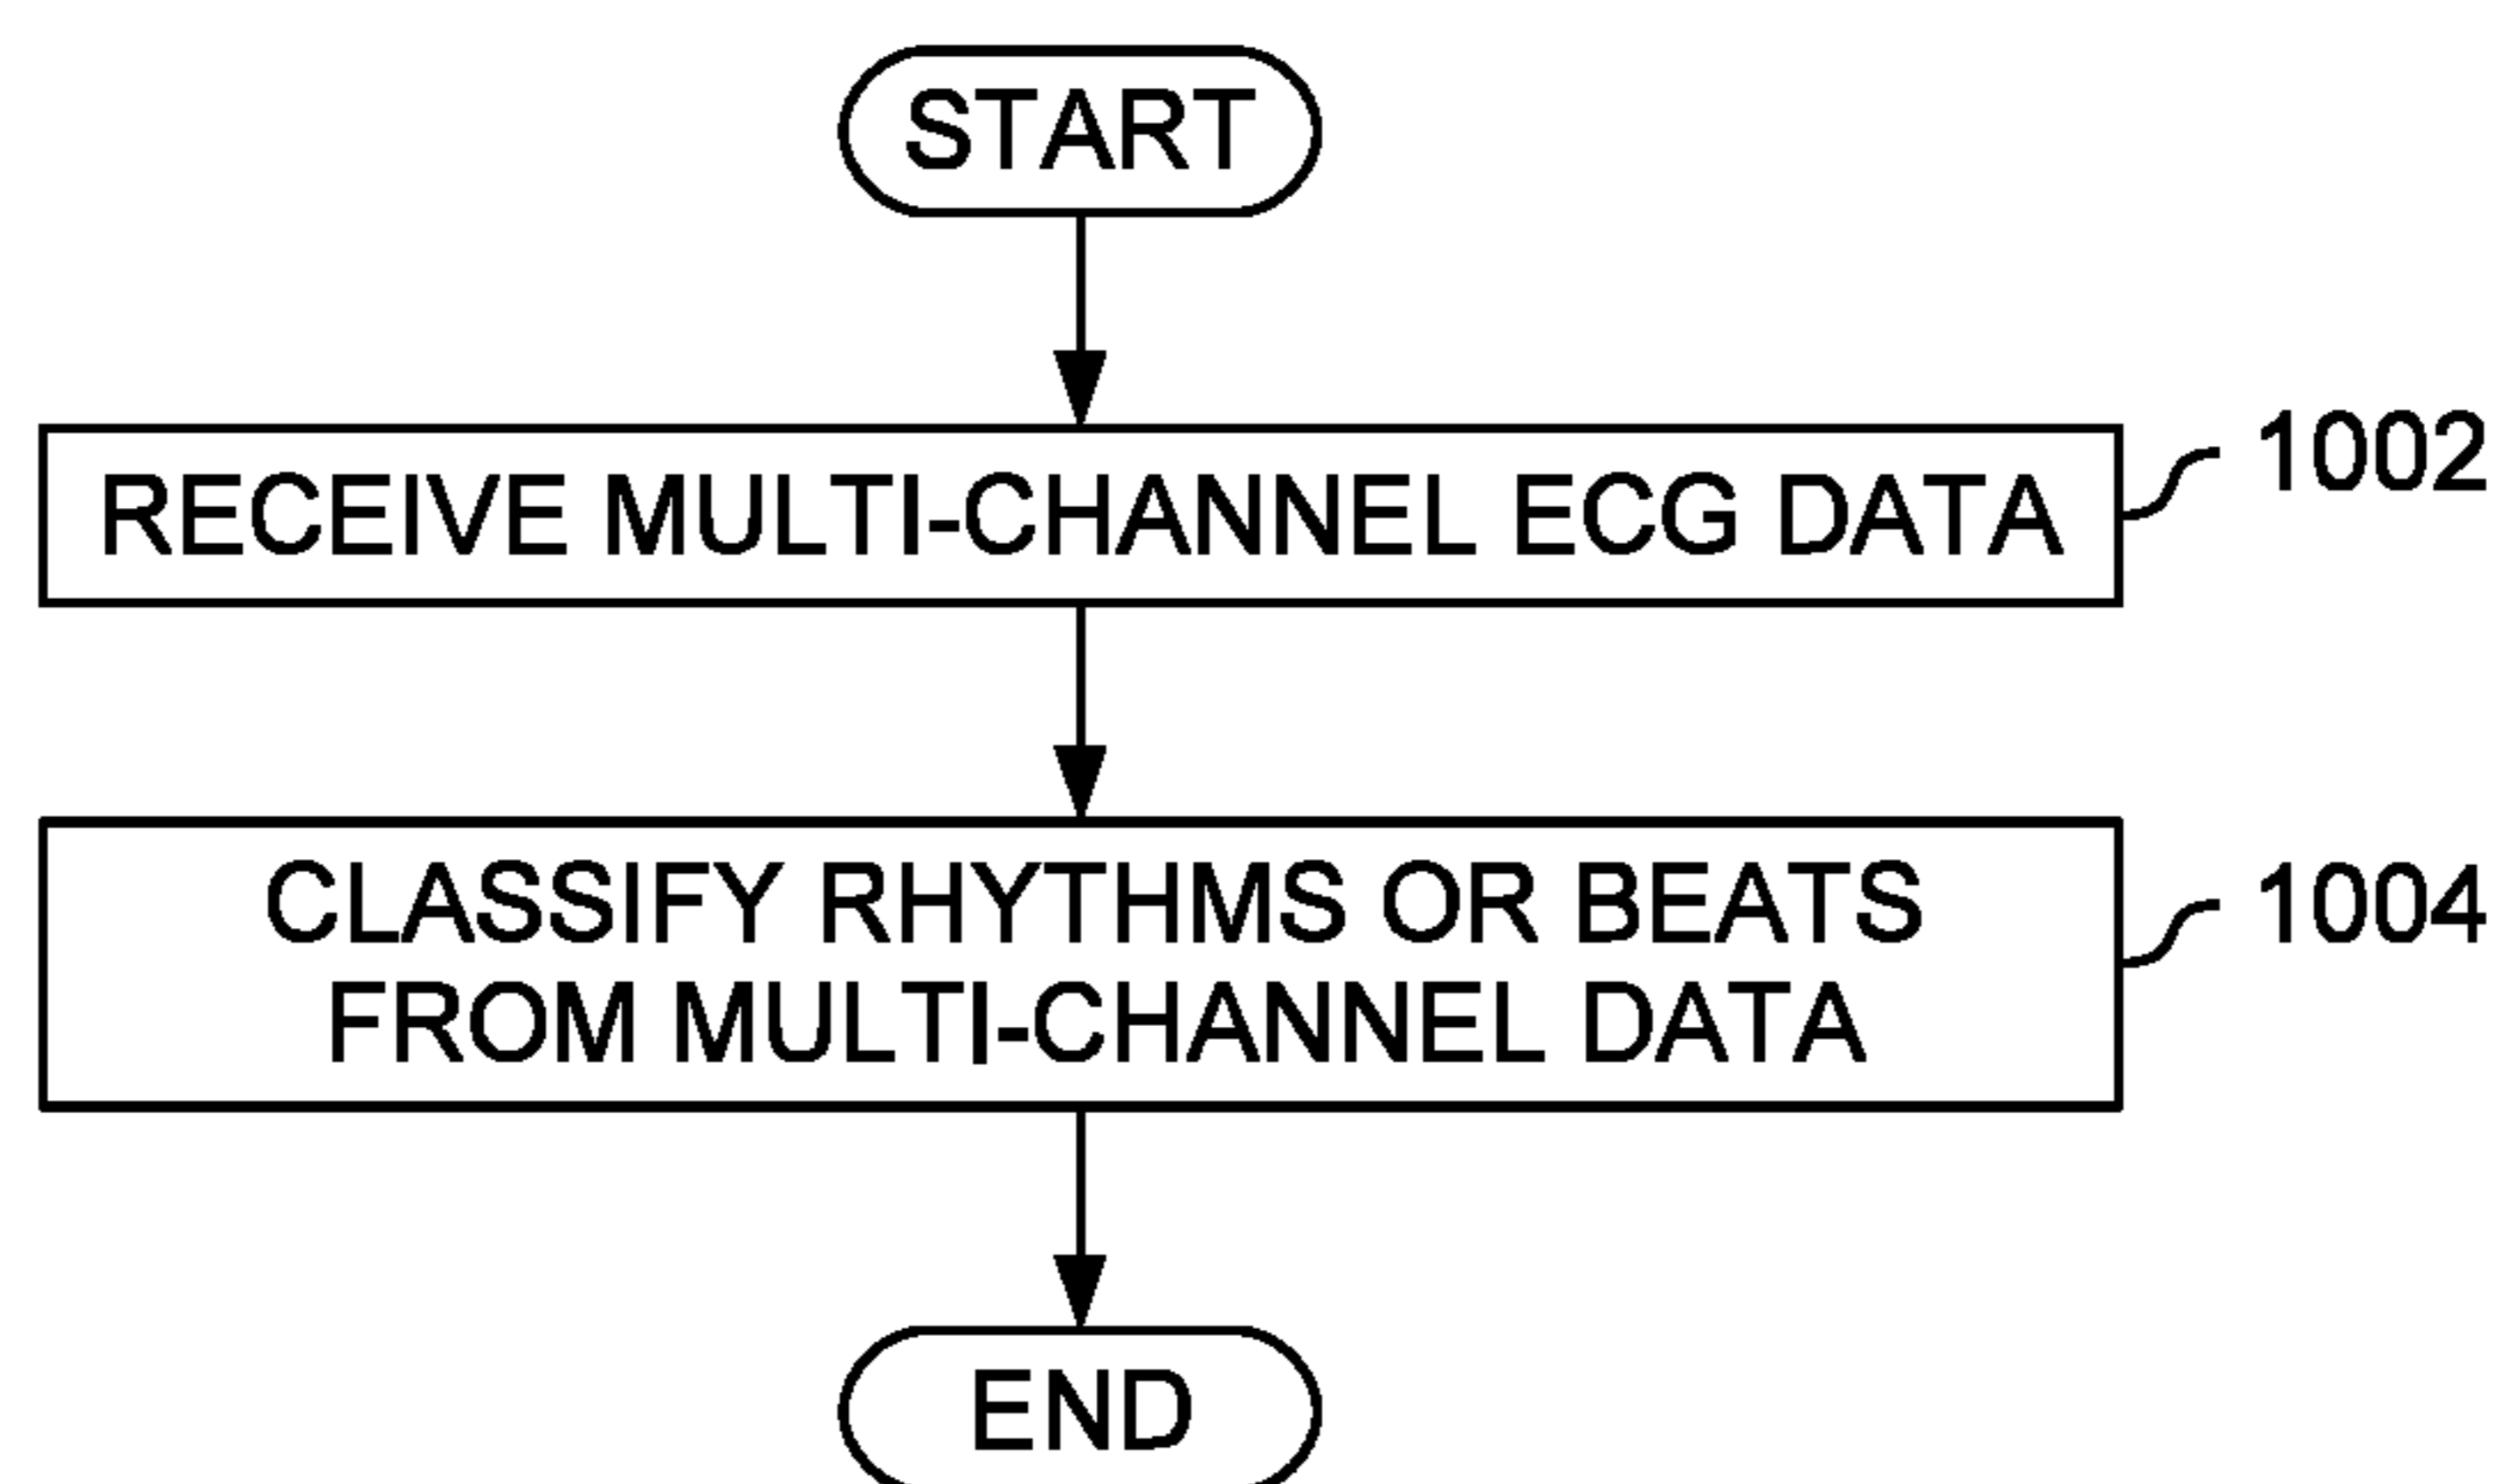 START
RECEIVE MULTI-CHANNEL ECG DATA
1002
CLASSIFY RHYTHMS OR BEATS
FROM MULTI-CHANNEL DATA
1004
END